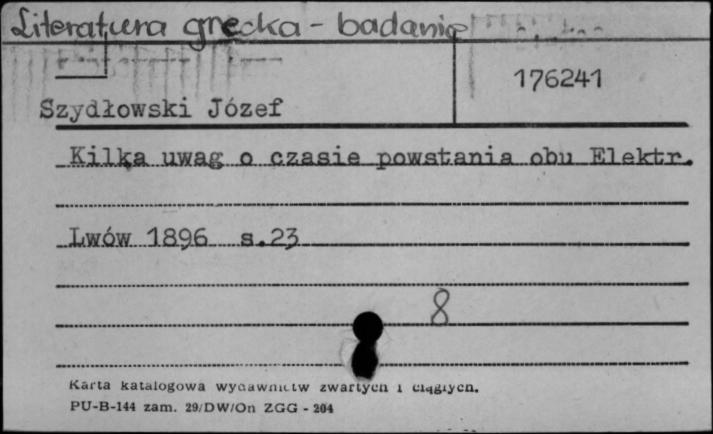 Literatura grecka - badanie
176241
Szydłowski Józef
Kilka uwag o czasie powstania obu Elektr.
Lwów 1896 s.23
8
Karta katalogowa wydawnictw zwartych i ciągłych.
PU-B-144 zam. 29/DW/On ZGG - 204